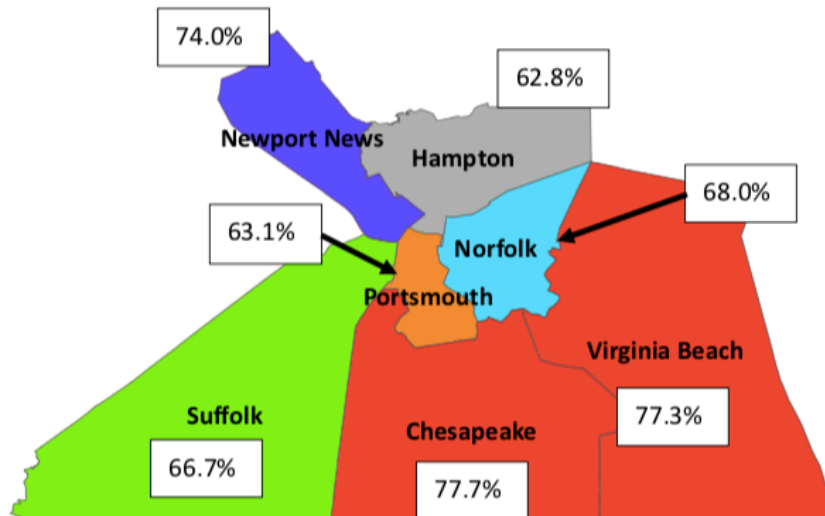 74.0%
62.8%
Newport News
Hampton
68.0%
63.1%
Norfolk
Portsmouth
Virginia Beach
77.3%
Suffolk
66.7%
Chesapeake
77.7%